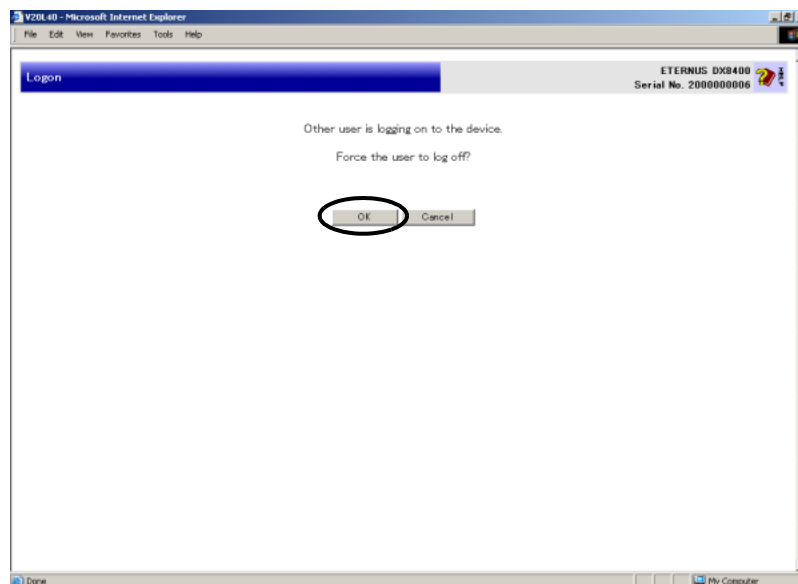 V20L40 - Microsoft Internet Explorer
File Edit View Favorites Tools Help
Logon
ETERNUS DX8400
Serial No. 2000000006
Other user is logging on to the device.
Force the user to log off?
OK Cancel
Done
My Computer